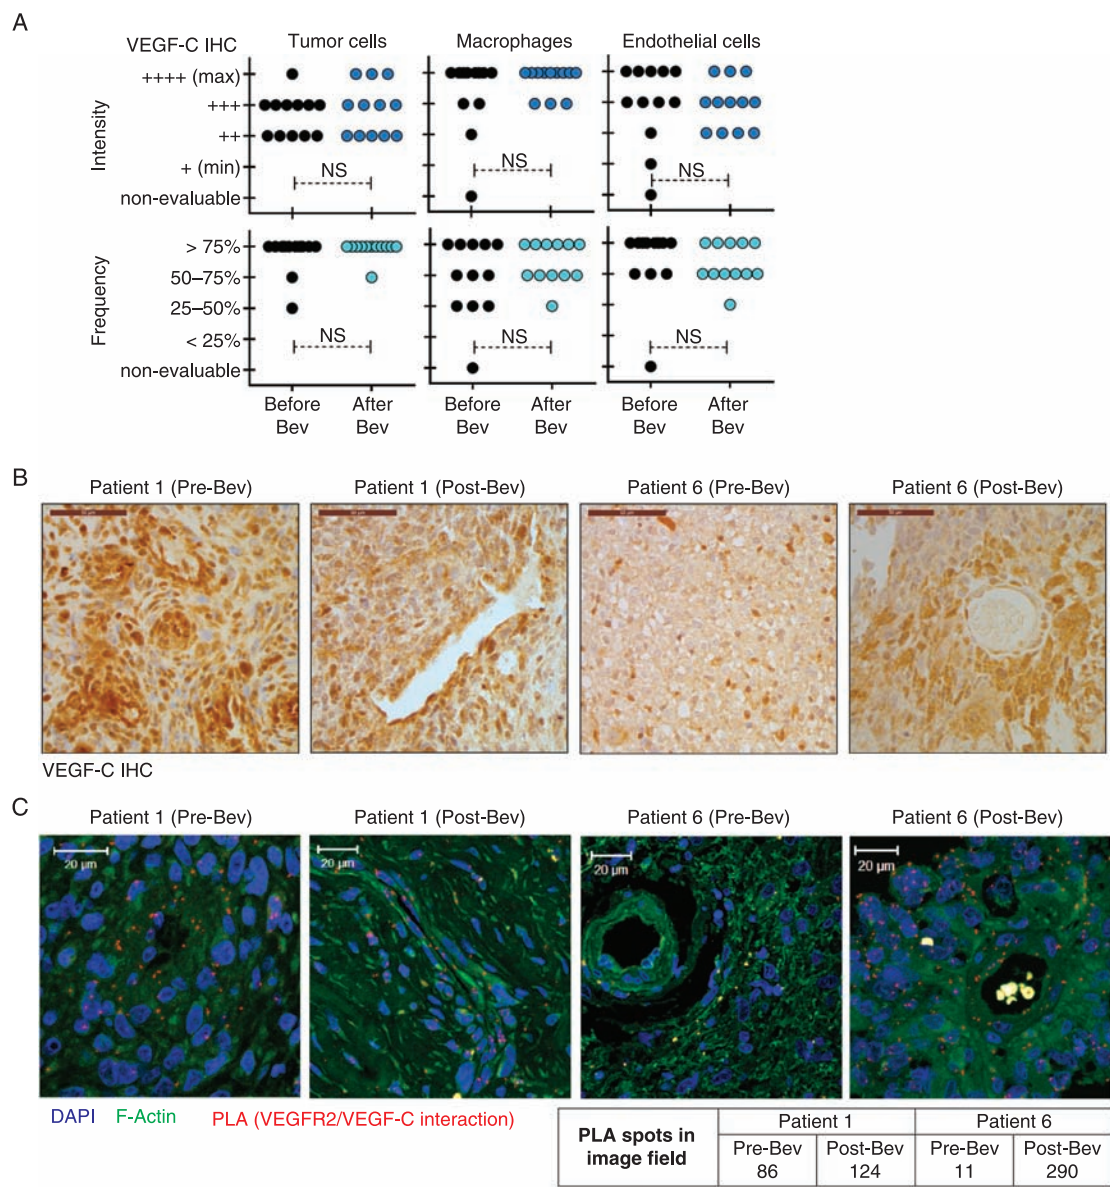 A
VEGF-C IHC
Tumor cells
Macrophages
Endothelial cells
Intensity
++++ (max)
+++
++
+ (min)
non-evaluable
NS
NS
NS
Frequency
> 75%
50–75%
25–50%
< 25%
non-evaluable
NS
NS
NS
Before Bev
After Bev
Before Bev
After Bev
Before Bev
After Bev
B
Patient 1 (Pre-Bev)
Patient 1 (Post-Bev)
Patient 6 (Pre-Bev)
Patient 6 (Post-Bev)
VEGF-C IHC
C
Patient 1 (Pre-Bev)
Patient 1 (Post-Bev)
Patient 6 (Pre-Bev)
Patient 6 (Post-Bev)
20 µm
20 µm
20 µm
20 µm
DAPI F-Actin PLA (VEGFR2/VEGF-C interaction)
PLA spots in image field
Patient 1
Patient 6
Pre-Bev 86
Post-Bev 124
Pre-Bev 11
Post-Bev 290